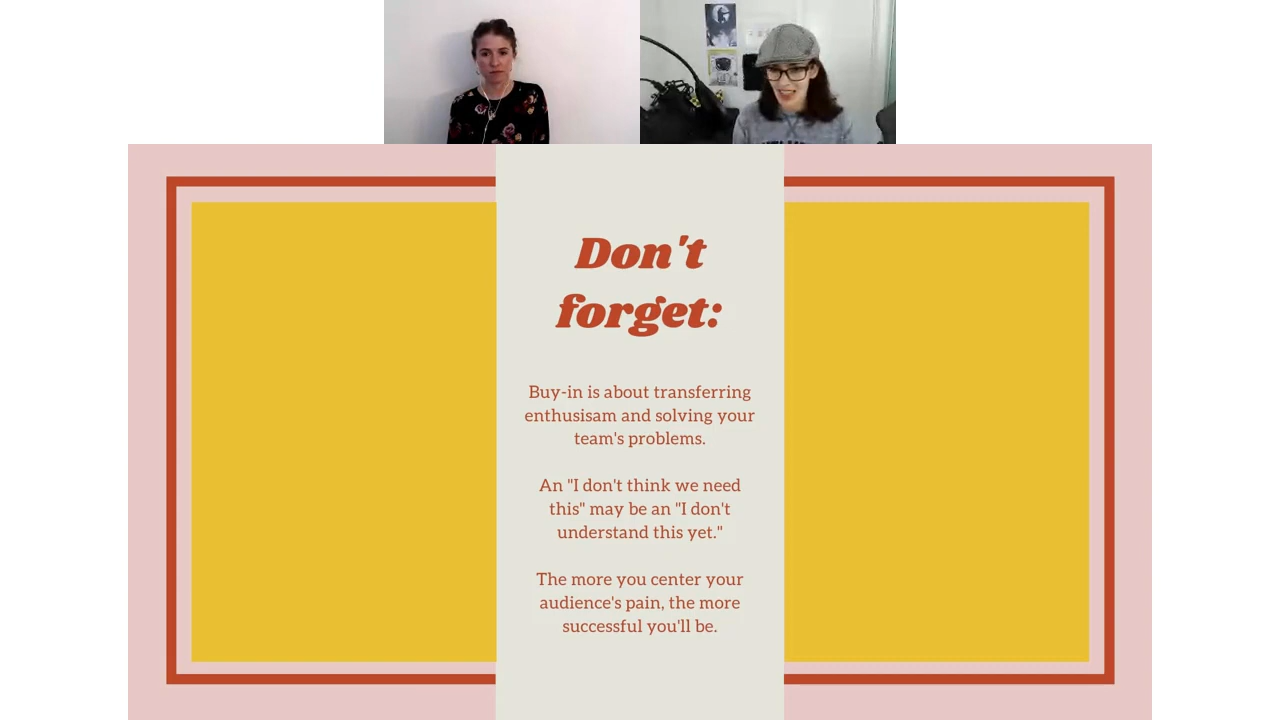 Don't
forget:
Buy-in is about transferring
enthusisam and solving your
team's problems.
An "I don't think we need
this" may be an "I don't
understand this yet."
The more you center your
audience's pain, the more
successful you'll be.